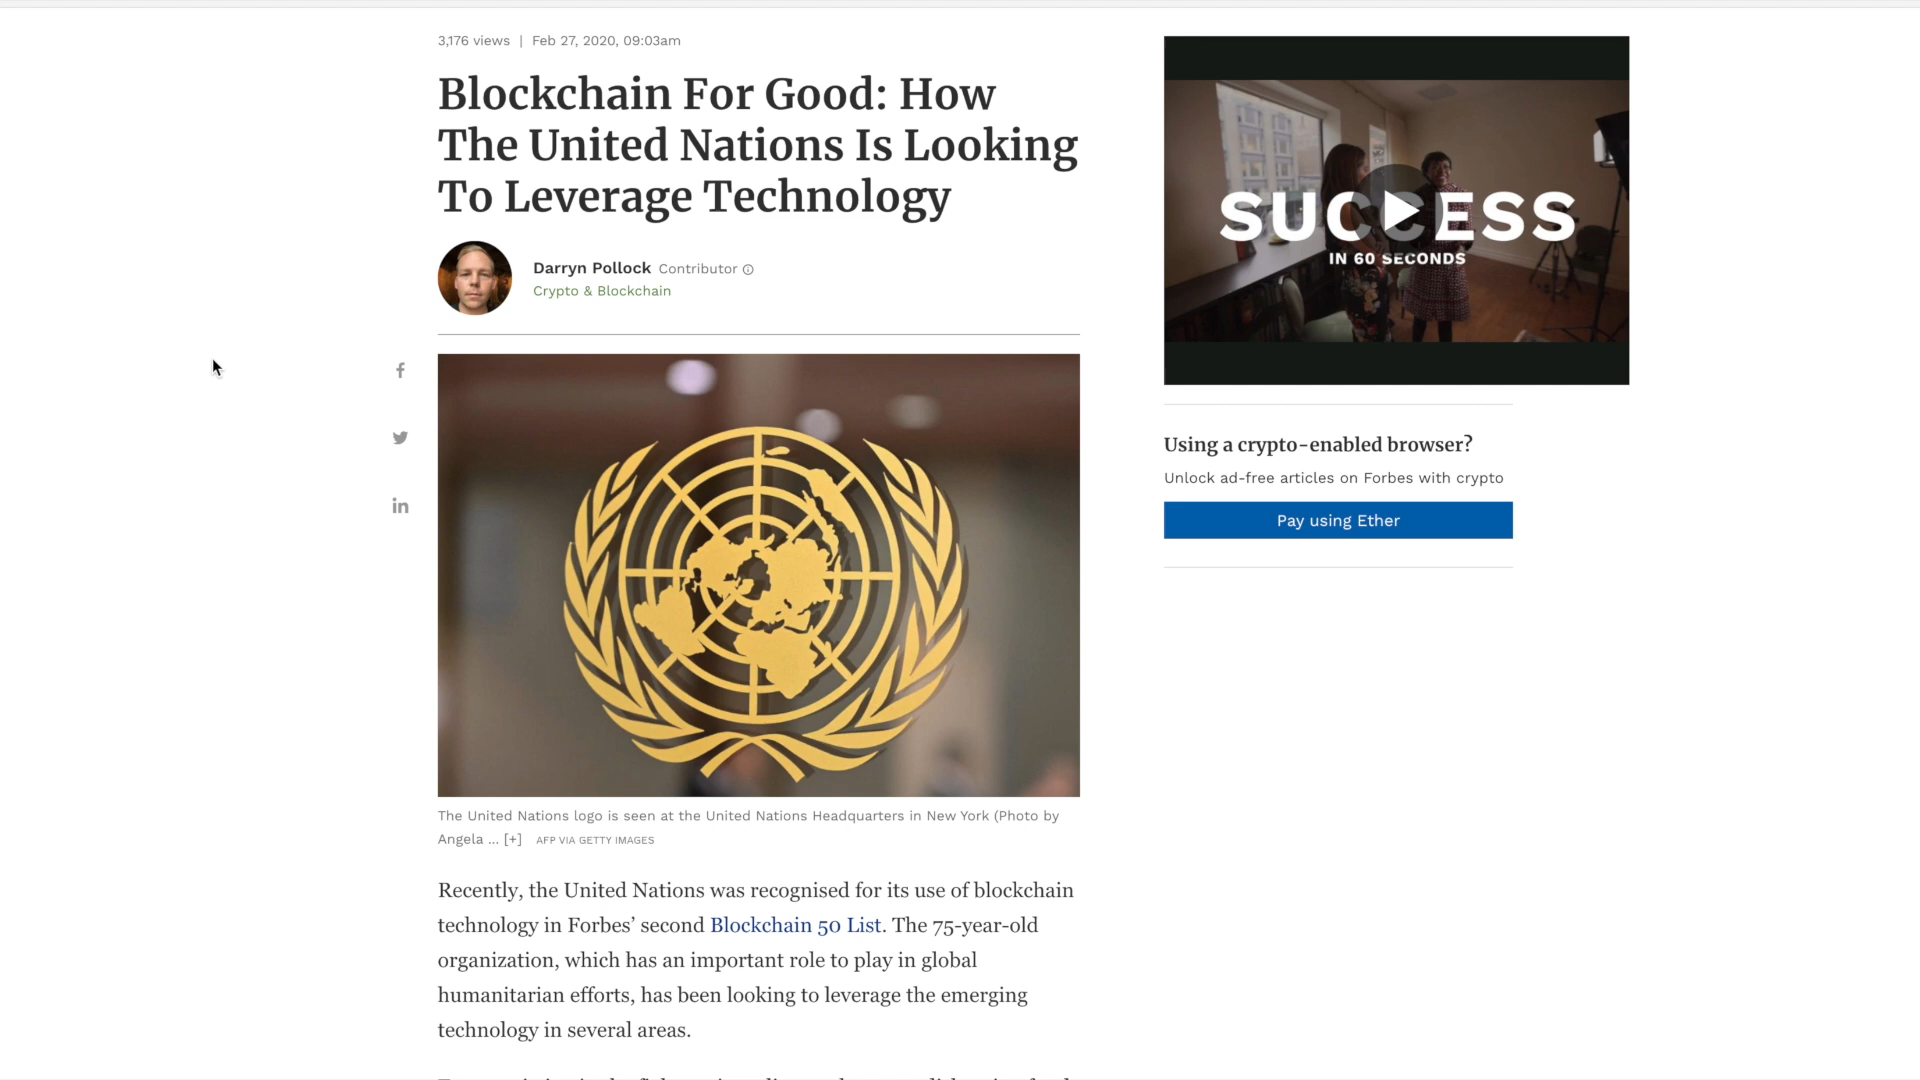 3,176 views | Feb 27, 2020, 09:03am
Blockchain For Good: How
The United Nations Is Looking
To Leverage Technology
Darryn Pollock Contributor
Crypto & Blockchain
The United Nations logo is seen at the United Nations Headquarters in New York (Photo by
Angela ... [+] AFP VIA GETTY IMAGES
Recently, the United Nations was recognised for its use of blockchain
technology in Forbes’ second Blockchain 50 List. The 75-year-old
organization, which has an important role to play in global
humanitarian efforts, has been looking to leverage the emerging
technology in several areas.
SUCCESS
IN 60 SECONDS
Using a crypto-enabled browser?
Unlock ad-free articles on Forbes with crypto
Pay using Ether